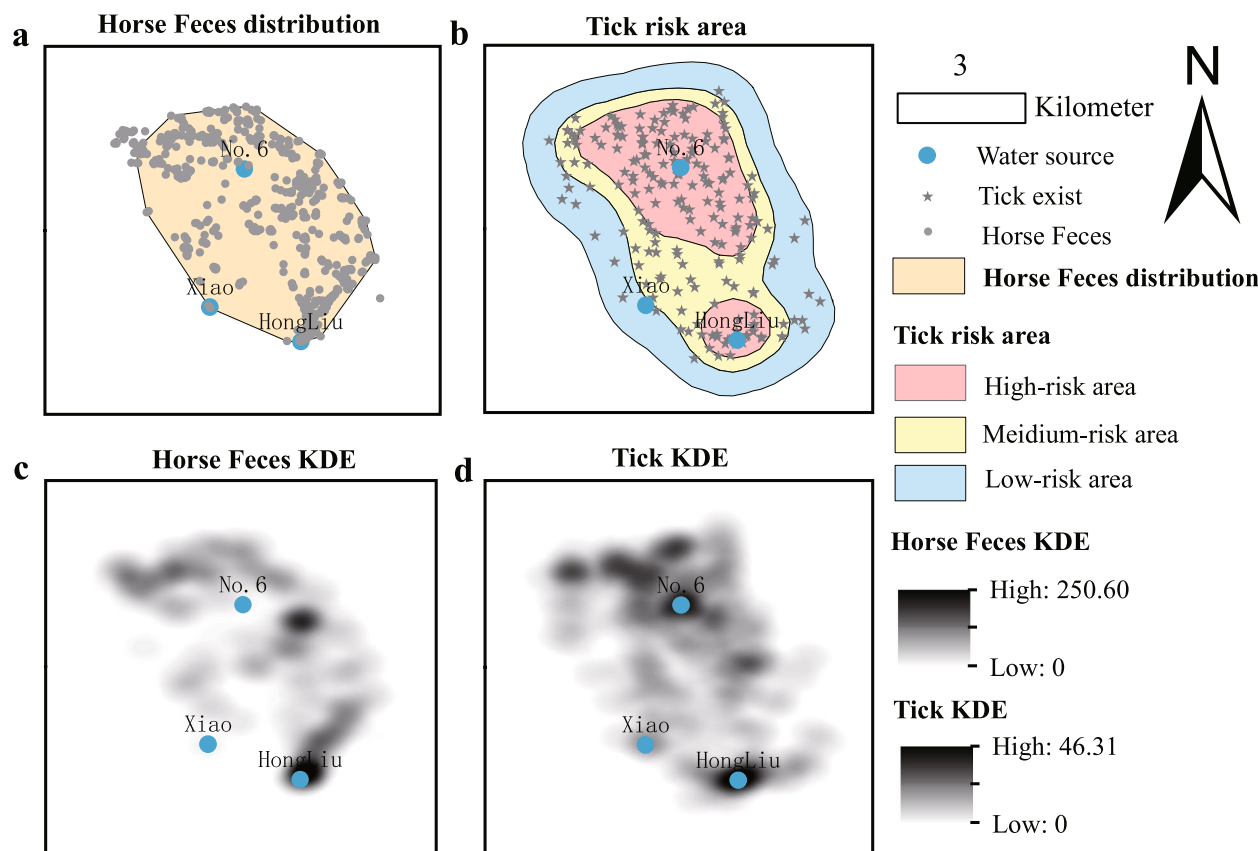 a
Horse Feces distribution
No.6
Xiao
HongLiu
b
Tick risk area
No.6
Xiao
HongLiu
3
Kilometer
N
Water source
Tick exist
Horse Feces
Horse Feces distribution
Tick risk area
High-risk area
Meidium-risk area
Low-risk area
c
Horse Feces KDE
No.6
Xiao
HongLiu
d
Tick KDE
No.6
Xiao
HongLiu
Horse Feces KDE
High: 250.60
Low: 0
Tick KDE
High: 46.31
Low: 0